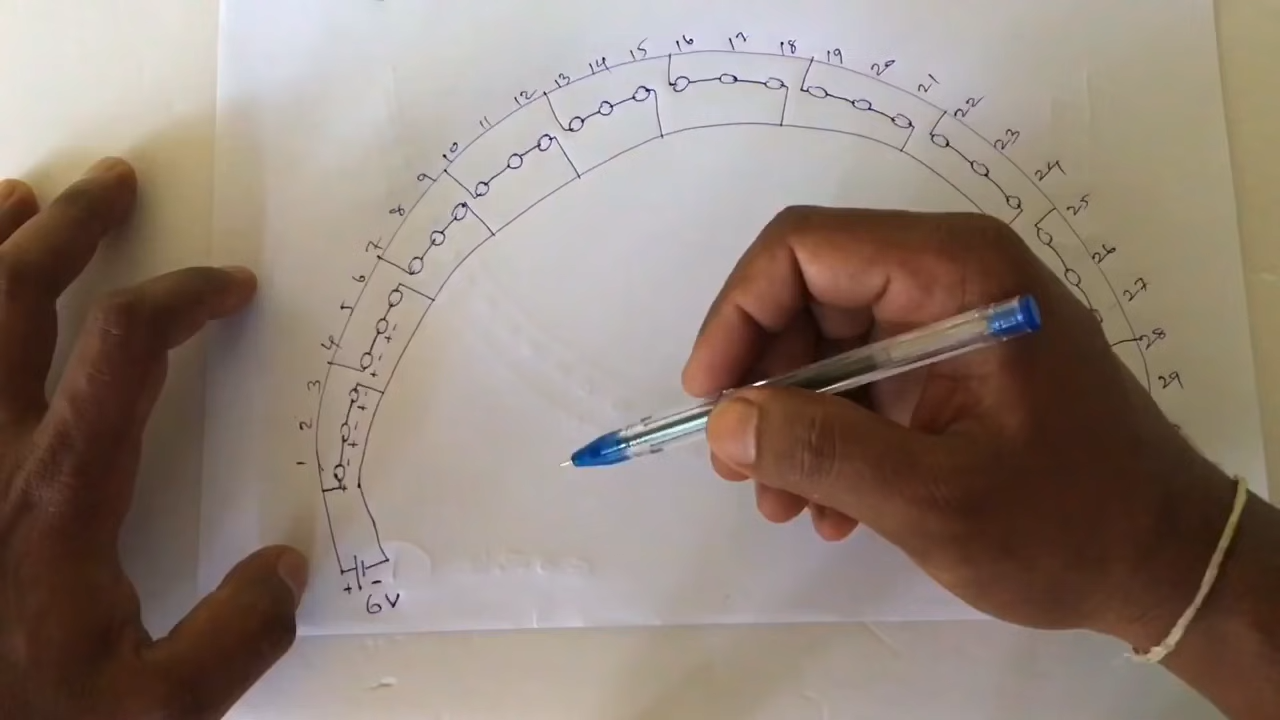 1 2 3 4 5 6 7 8 9 10 11 12 13 14 15 16 17 18 19 20 21 22 23 24 25 26 27 28 29
+ - + - +
+ - + -
+ -
6V